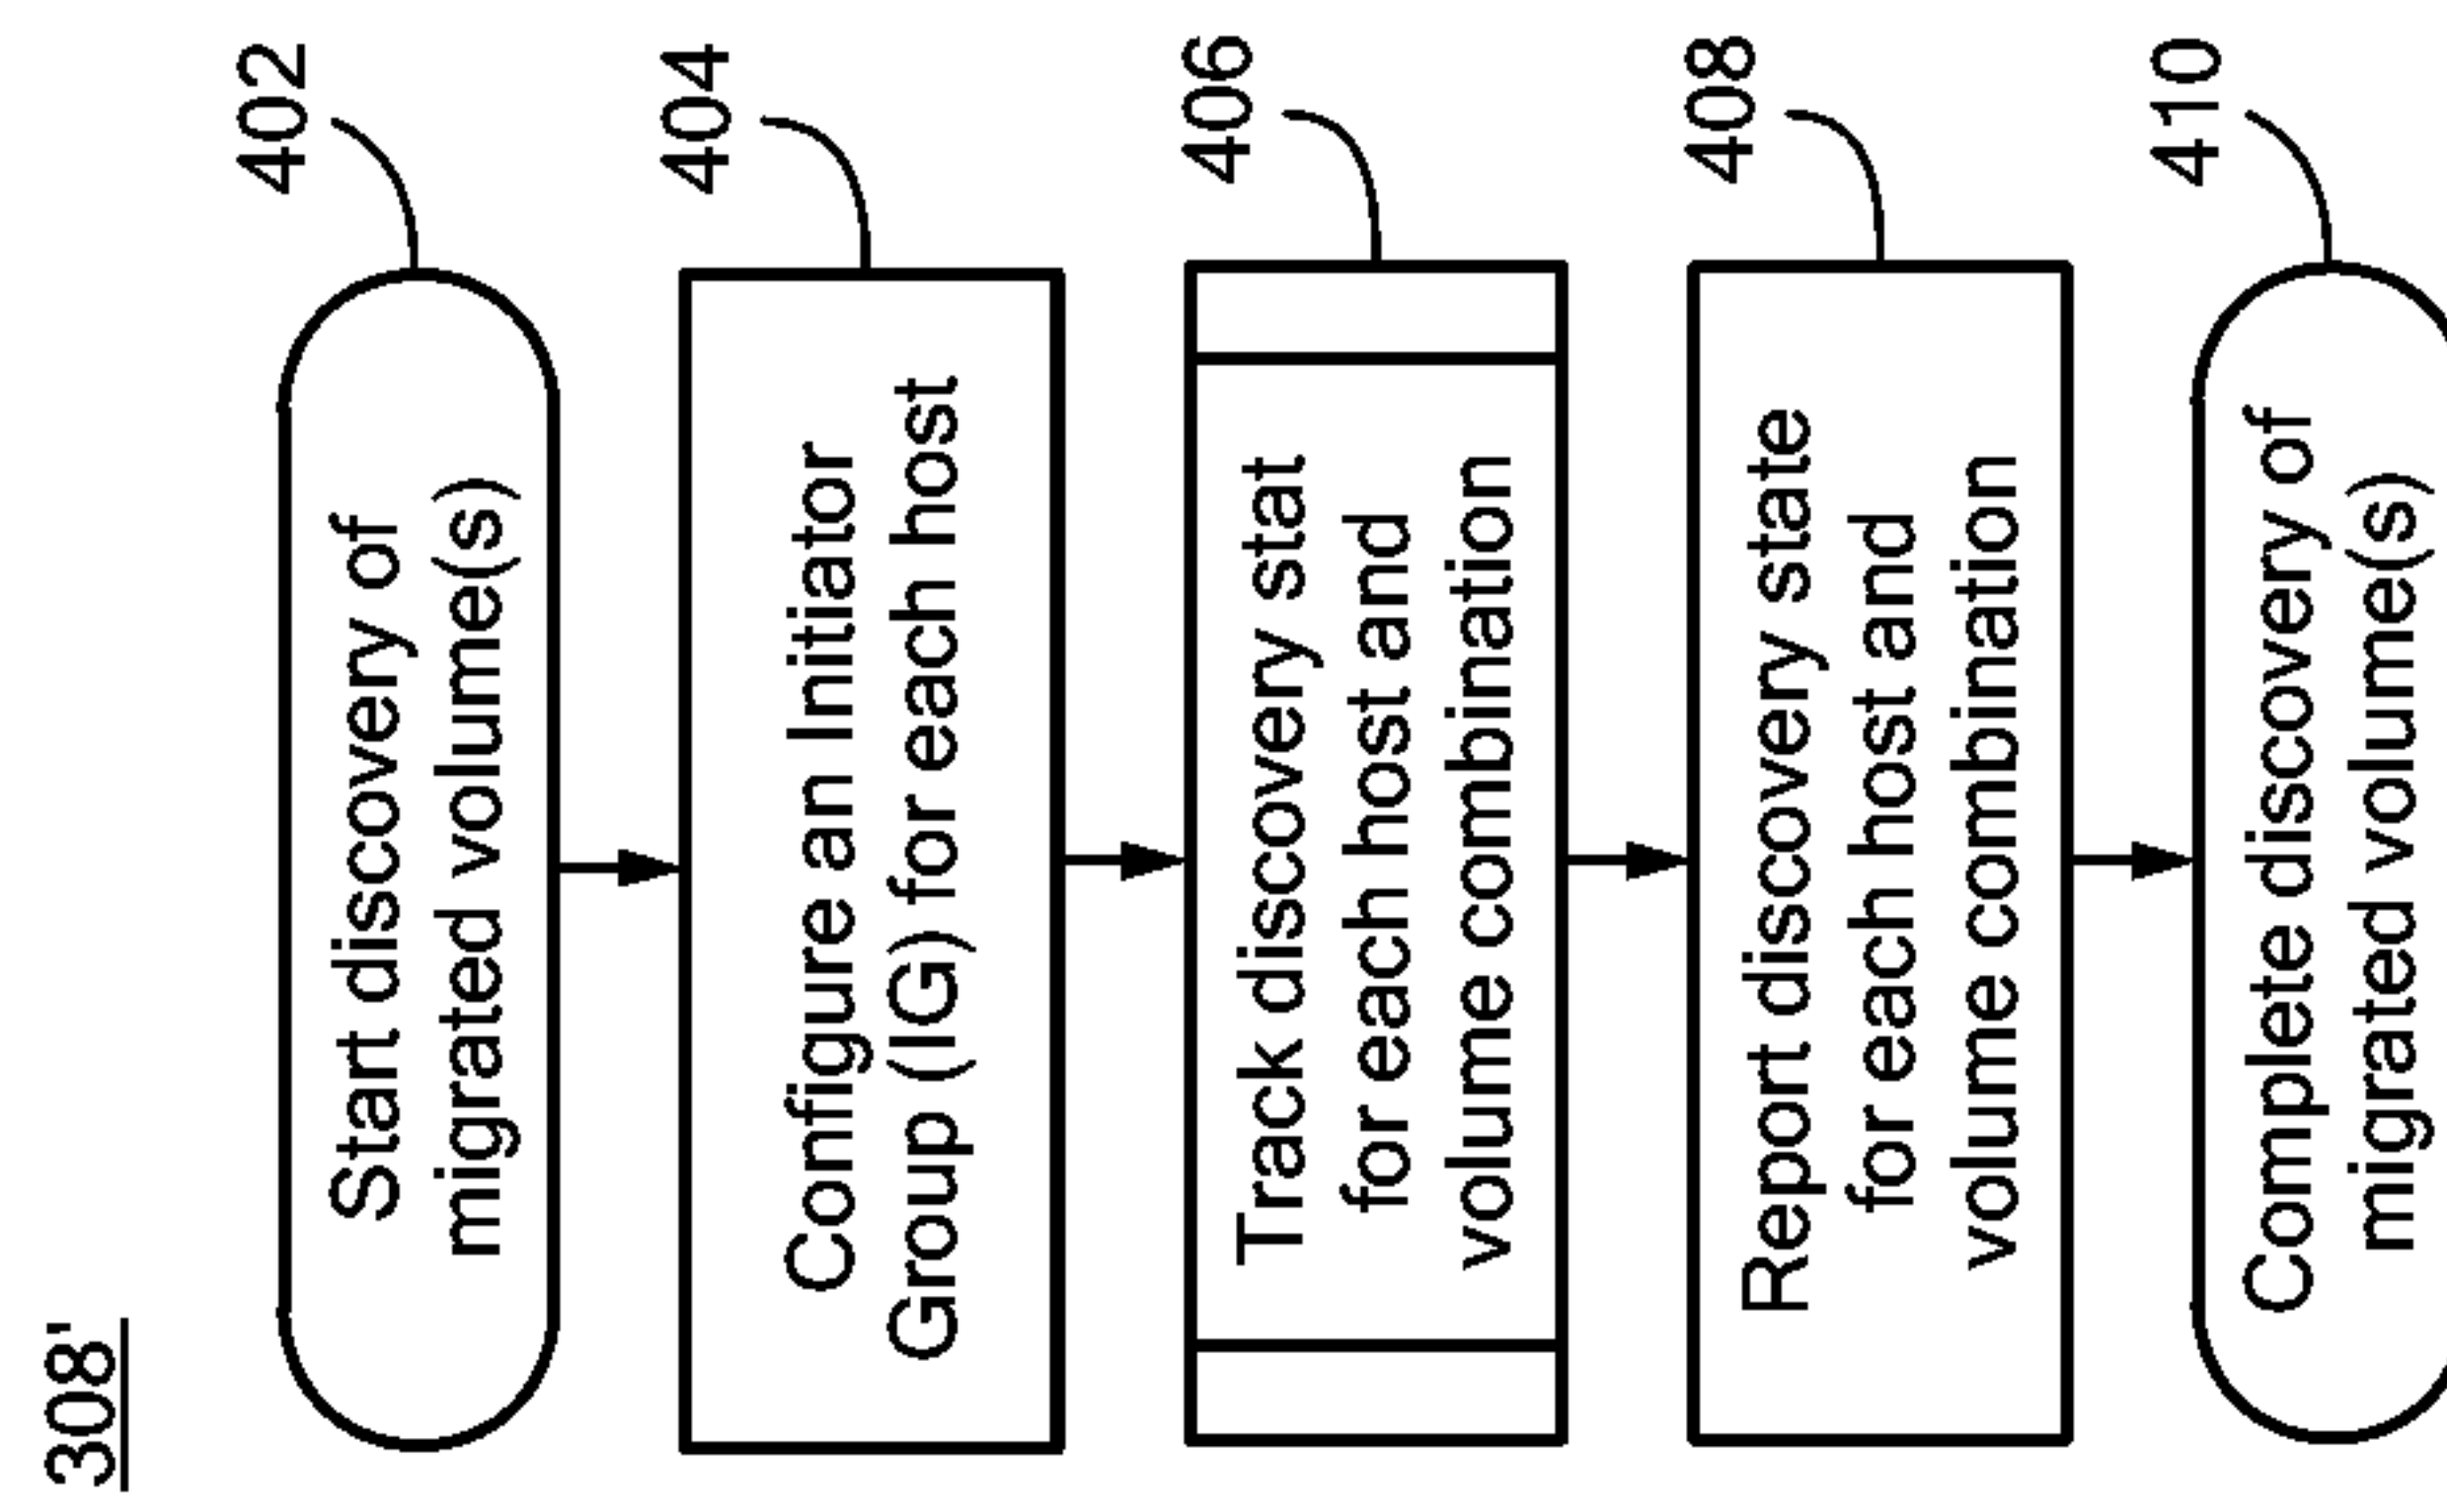 308'
402
Start discovery of
migrated volume(s)
404
Configure an Initiator
Group (IG) for each host
406
Track discovery stat
for each host and
volume combination
408
Report discovery state
for each host and
volume combination
410
Complete discovery of
migrated volume(s)